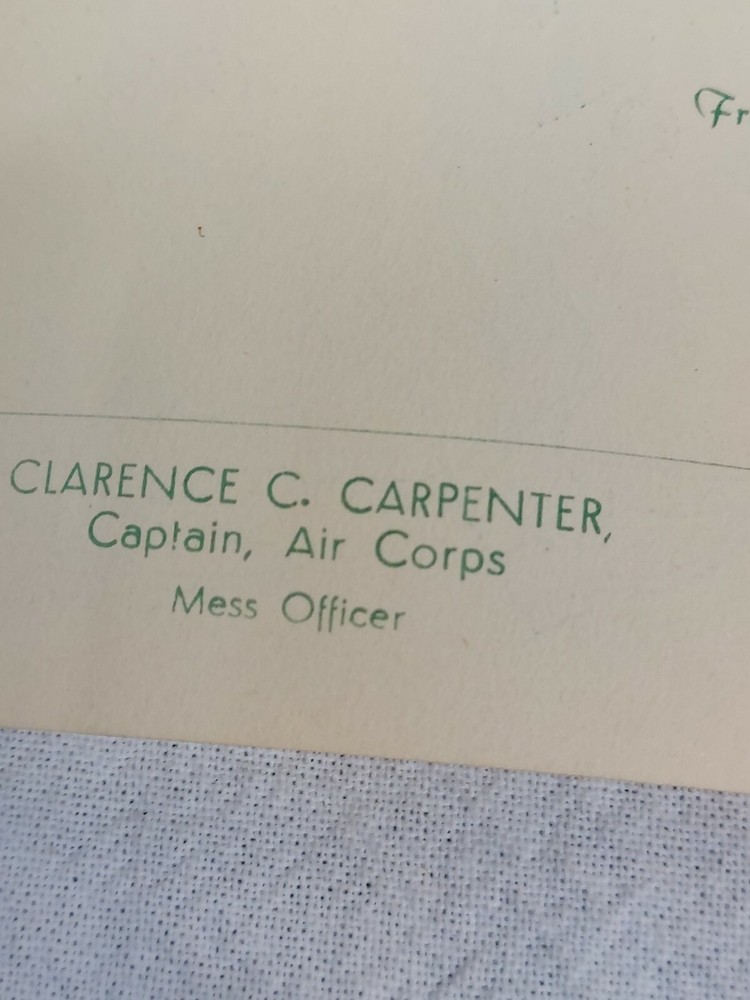 CLARENCE C. CARPENTER,
Captain, Air Corps
Mess Officer